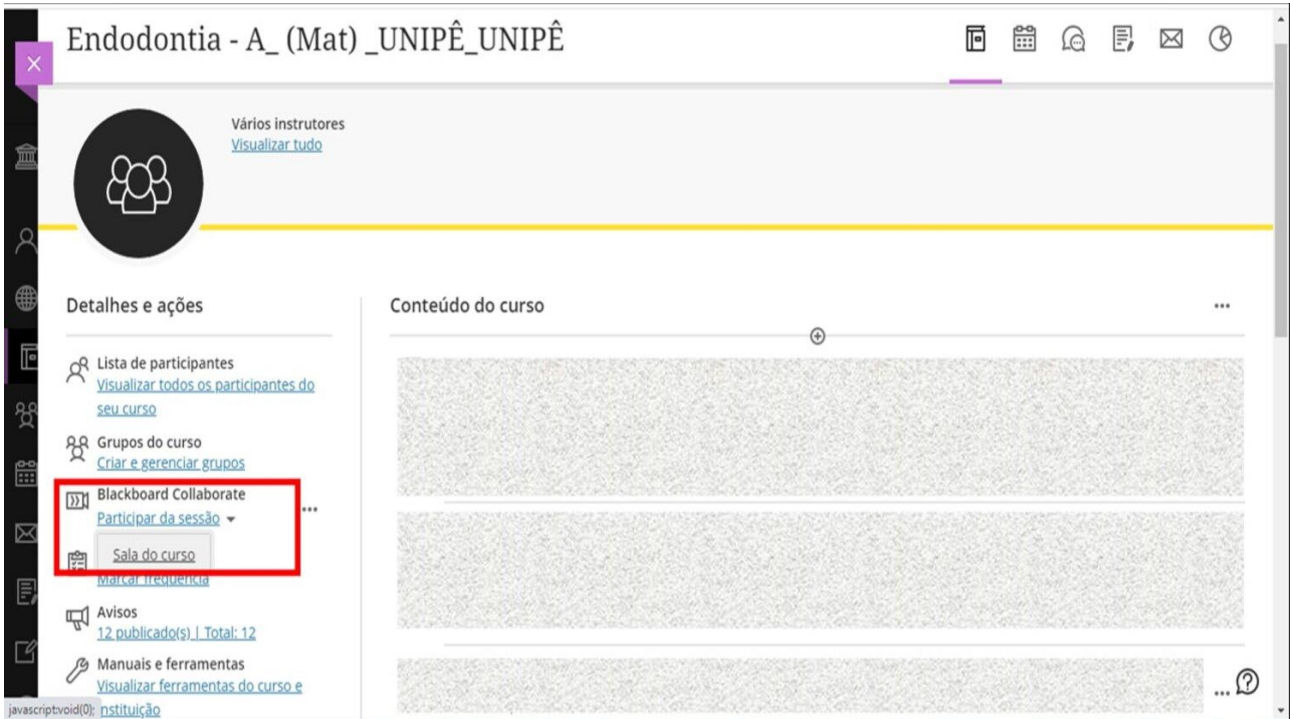 Endodontia - A_ (Mat) _UNIPÊ_UNIPÊ
Vários instrutores
Visualizar tudo
Detalhes e ações
Lista de participantes
Visualizar todos os participantes do
seu curso
Grupos do curso
Criar e gerenciar grupos
Blackboard Collaborate
Participar da sessão
Sala do curso
Marcar frequência
Avisos
12 publicado(s) | Total: 12
Manuais e ferramentas
Visualizar ferramentas do curso e
nstituição
javascript:void(0);
Conteúdo do curso